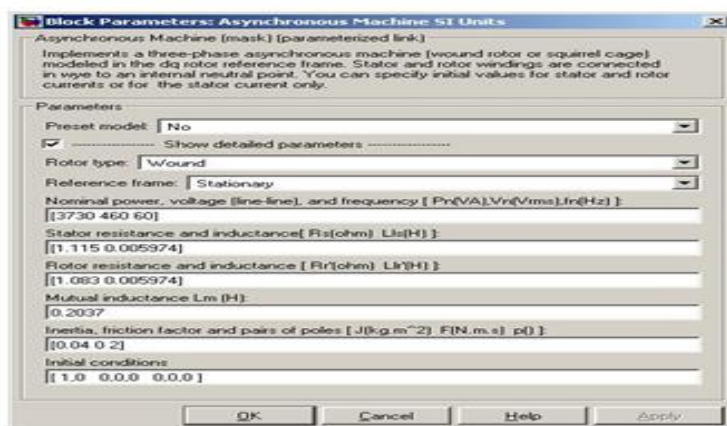 Block Parameters: Asynchronous Machine SI Units
Asynchronous Machine (mask) (parameterized link)
Implements a three-phase asynchronous machine (wound rotor or squirrel cage)
modeled in the dq rotor reference frame. Stator and rotor windings are connected
in wye to an internal neutral point. You can specify initial values for stator and rotor
currents or for the stator current only.
Parameters
Preset model: No
--------------- Show detailed parameters ---------------
Rotor type: Wound
Reference frame: Stationary
Nominal power, voltage (line-line), and frequency [ Pn(VA),Vn(Vrms),fn(Hz) ]:
[3730 460 60]
Stator resistance and inductance[ Rs(ohm) Lls(H) ]:
[1.115 0.005974]
Rotor resistance and inductance [ Rr'(ohm) Llr'(H) ]:
[1.083 0.005974]
Mutual inductance Lm (H):
0.2037
Inertia, friction factor and pairs of poles [ J(kg.m^2) F(N.m.s) p() ]:
[0.04 0 2]
Initial conditions
[ 1,0 0,0,0 0,0,0 ]
OK Cancel Help Apply